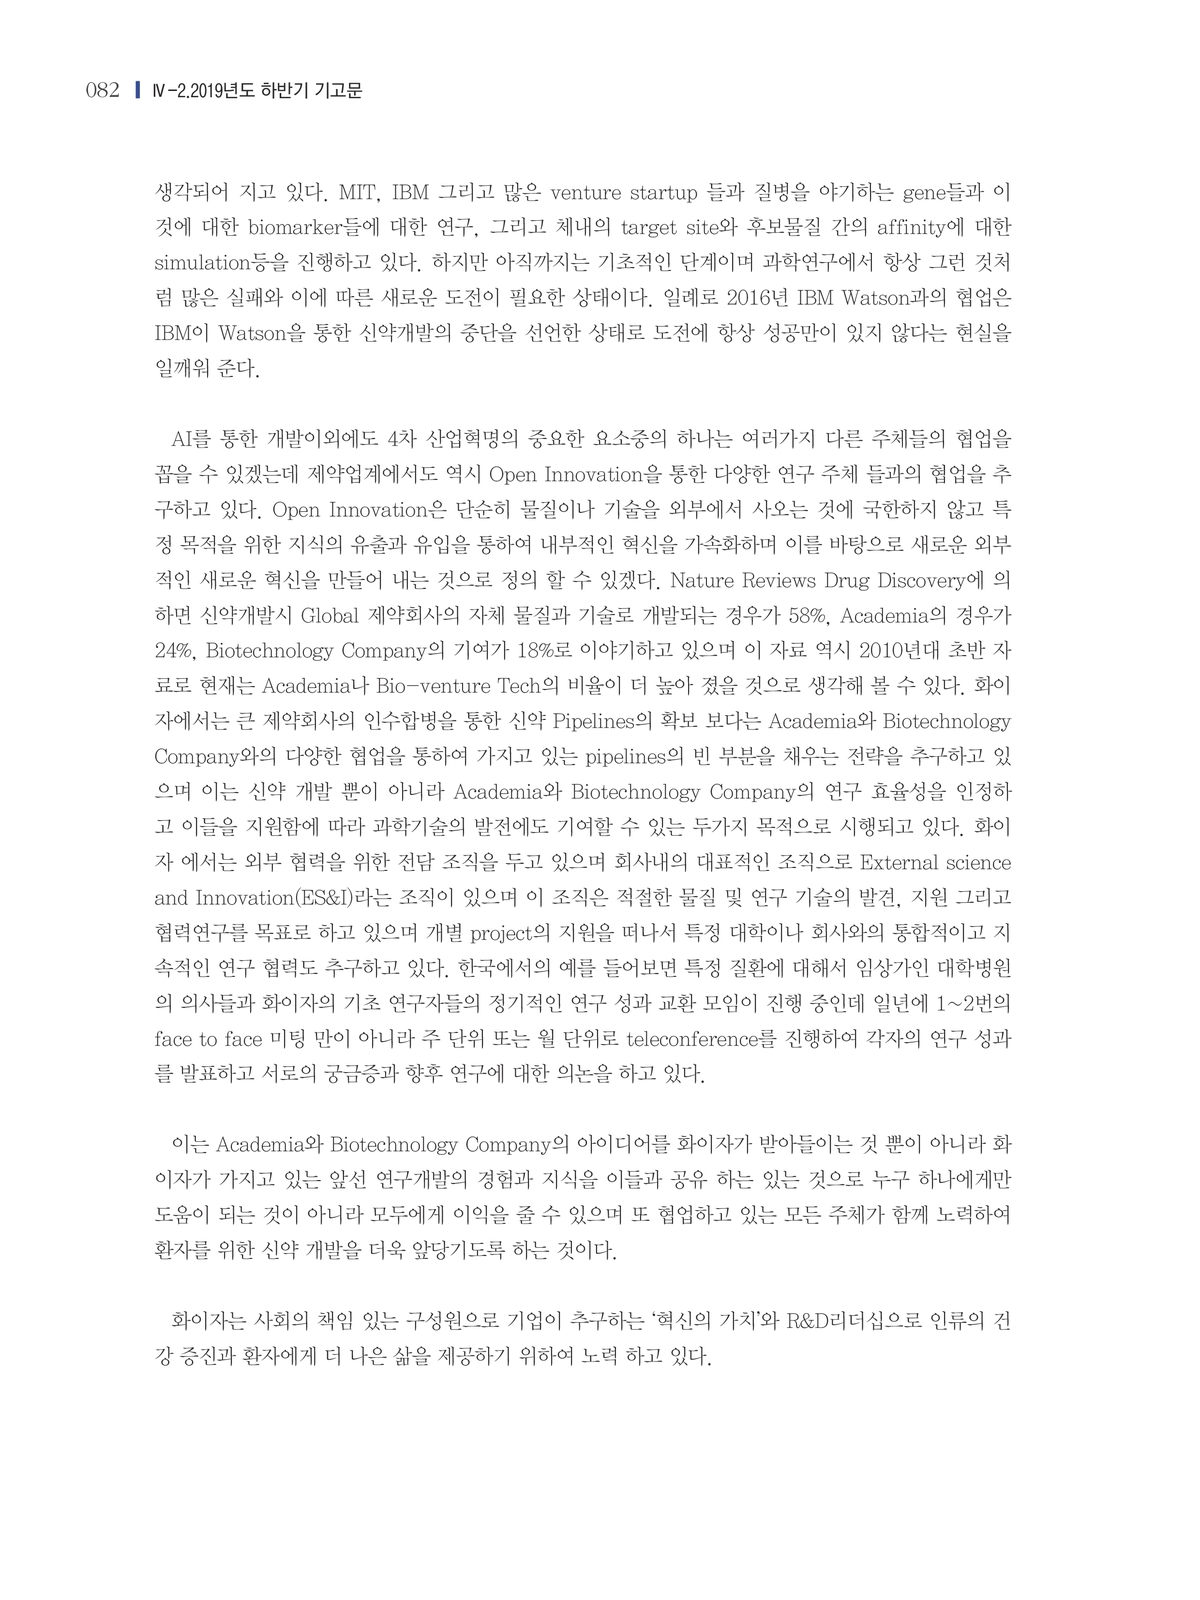 082 Ⅳ-2.2019년도 하반기 기고문
생각되어 지고 있다. MIT, IBM 그리고 많은 venture startup 들과 질병을 야기하는 gene들과 이
것에 대한 biomarker들에 대한 연구, 그리고 체내의 target site와 후보물질 간의 affinity에 대한
simulation등을 진행하고 있다. 하지만 아직까지는 기초적인 단계이며 과학연구에서 항상 그런 것처
럼 많은 실패와 이에 따른 새로운 도전이 필요한 상태이다. 일례로 2016년 IBM Watson과의 협업은
IBM이 Watson을 통한 신약개발의 중단을 선언한 상태로 도전에 항상 성공만이 있지 않다는 현실을
일깨워 준다.
AI를 통한 개발이외에도 4차 산업혁명의 중요한 요소중의 하나는 여러가지 다른 주체들의 협업을
꼽을 수 있겠는데 제약업계에서도 역시 Open Innovation을 통한 다양한 연구 주체 들과의 협업을 추
구하고 있다. Open Innovation은 단순히 물질이나 기술을 외부에서 사오는 것에 국한하지 않고 특
정 목적을 위한 지식의 유출과 유입을 통하여 내부적인 혁신을 가속화하며 이를 바탕으로 새로운 외부
적인 새로운 혁신을 만들어 내는 것으로 정의 할 수 있겠다. Nature Reviews Drug Discovery에 의
하면 신약개발시 Global 제약회사의 자체 물질과 기술로 개발되는 경우가 58%, Academia의 경우가
24%, Biotechnology Company의 기여가 18%로 이야기하고 있으며 이 자료 역시 2010년대 초반 자
료로 현재는 Academia나 Bio-venture Tech의 비율이 더 높아 졌을 것으로 생각해 볼 수 있다. 화이
자에서는 큰 제약회사의 인수합병을 통한 신약 Pipelines의 확보 보다는 Academia와 Biotechnology
Company와의 다양한 협업을 통하여 가지고 있는 pipelines의 빈 부분을 채우는 전략을 추구하고 있
으며 이는 신약 개발 뿐이 아니라 Academia와 Biotechnology Company의 연구 효율성을 인정하
고 이들을 지원함에 따라 과학기술의 발전에도 기여할 수 있는 두가지 목적으로 시행되고 있다. 화이
자 에서는 외부 협력을 위한 전담 조직을 두고 있으며 회사내의 대표적인 조직으로 External science
and Innovation(ES&I)라는 조직이 있으며 이 조직은 적절한 물질 및 연구 기술의 발견, 지원 그리고
협력연구를 목표로 하고 있으며 개별 project의 지원을 떠나서 특정 대학이나 회사와의 통합적이고 지
속적인 연구 협력도 추구하고 있다. 한국에서의 예를 들어보면 특정 질환에 대해서 임상가인 대학병원
의 의사들과 화이자의 기초 연구자들의 정기적인 연구 성과 교환 모임이 진행 중인데 일년에 1~2번의
face to face 미팅 만이 아니라 주 단위 또는 월 단위로 teleconference를 진행하여 각자의 연구 성과
를 발표하고 서로의 궁금증과 향후 연구에 대한 의논을 하고 있다.
이는 Academia와 Biotechnology Company의 아이디어를 화이자가 받아들이는 것 뿐이 아니라 화
이자가 가지고 있는 앞선 연구개발의 경험과 지식을 이들과 공유 하는 있는 것으로 누구 하나에게만
도움이 되는 것이 아니라 모두에게 이익을 줄 수 있으며 또 협업하고 있는 모든 주체가 함께 노력하여
환자를 위한 신약 개발을 더욱 앞당기도록 하는 것이다.
화이자는 사회의 책임 있는 구성원으로 기업이 추구하는 ‘혁신의 가치’와 R&D리더십으로 인류의 건
강 증진과 환자에게 더 나은 삶을 제공하기 위하여 노력 하고 있다.